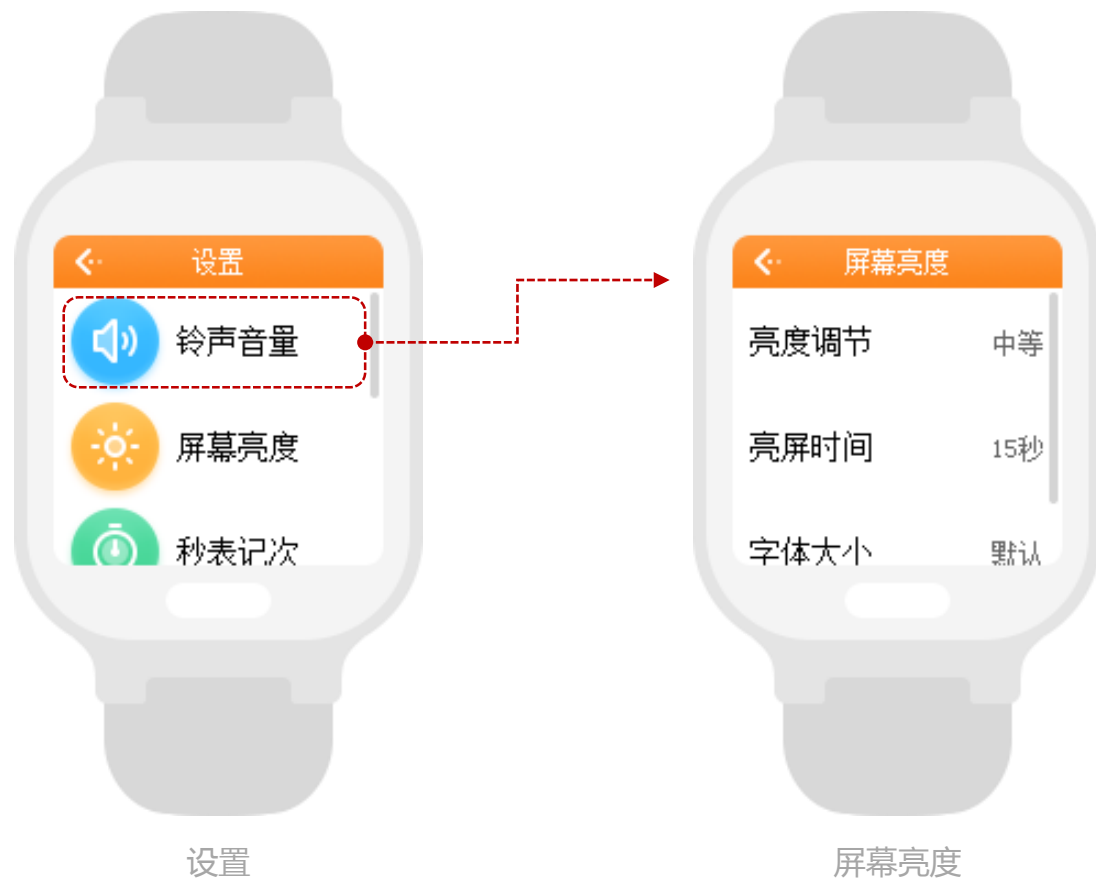 设置
铃声音量
屏幕亮度
秒表记次
屏幕亮度
亮度调节 中等
亮屏时间 15秒
字体大小 默认
设置
屏幕亮度